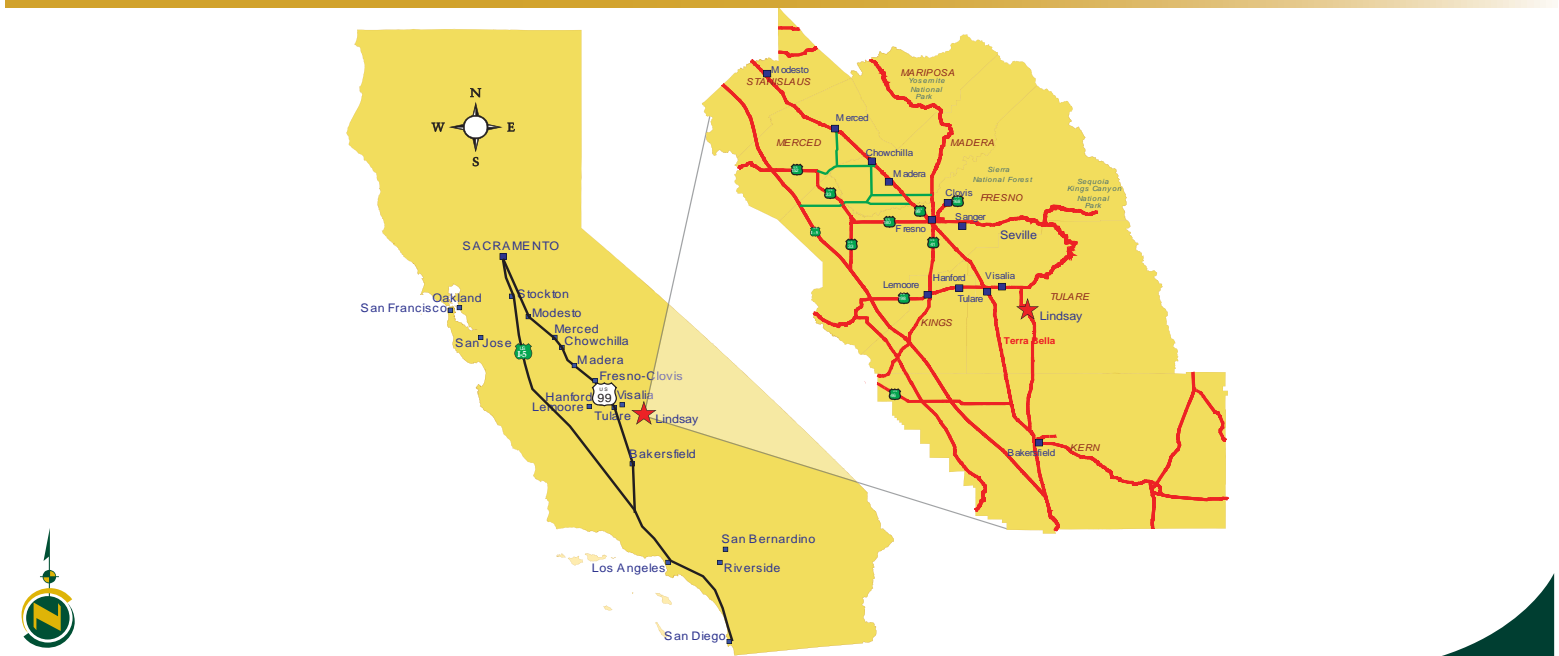 N
W
E
S
SACRAMENTO
Oakland
San Francisco
Stockton
Modesto
San Jose
Merced
Chowchilla
US
I-5
Madera
Fresno-Clovis
US
99
Hanford
Visalia
Lemoore
Tulare
Lindsay
Bakersfield
San Bernardino
Los Angeles
Riverside
San Diego
Modesto
STANISLAUS
MARIPOSA
Yosemite
National
Park
Merced
MERCED
MADERA
Chowchilla
Madera
Sierra
National Forest
Sequoia
Kings Canyon
National
Park
Clovis
FRESNO
Sanger
Fresno
Seville
Lemoore
Hanford
Visalia
Tulare
TULARE
Lindsay
KINGS
Terra Bella
Bakersfield
KERN
N